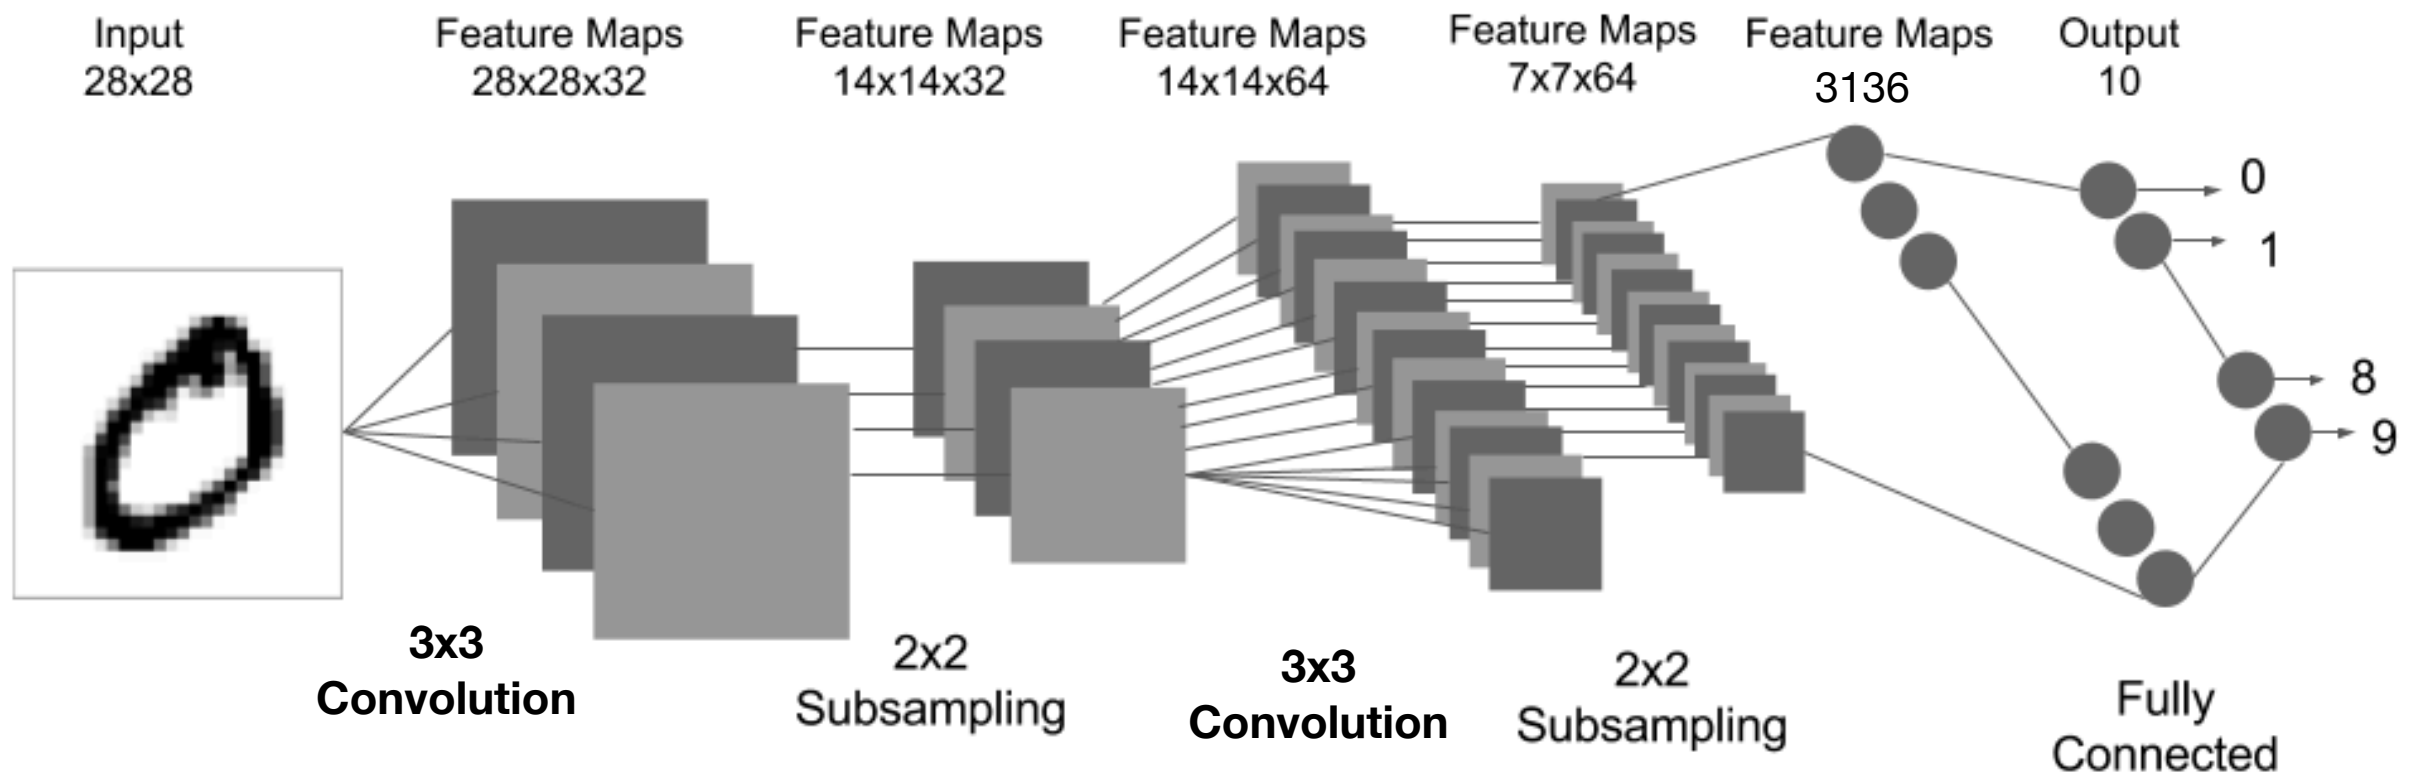 Input
28x28
Feature Maps
28x28x32
Feature Maps
14x14x32
Feature Maps
14x14x64
Feature Maps
7x7x64
Feature Maps
3136
Output
10
0
1
8
9
3x3
Convolution
2x2
Subsampling
3x3
Convolution
2x2
Subsampling
Fully
Connected